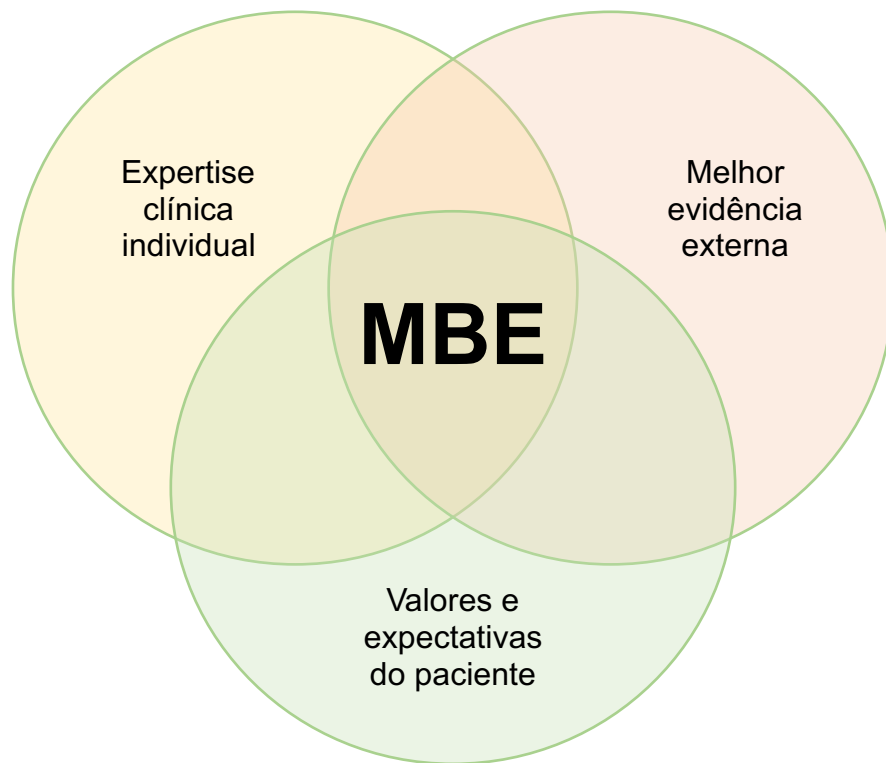 Expertise
clínica
individual
Melhor
evidência
externa
MBE
Valores e
expectativas
do paciente